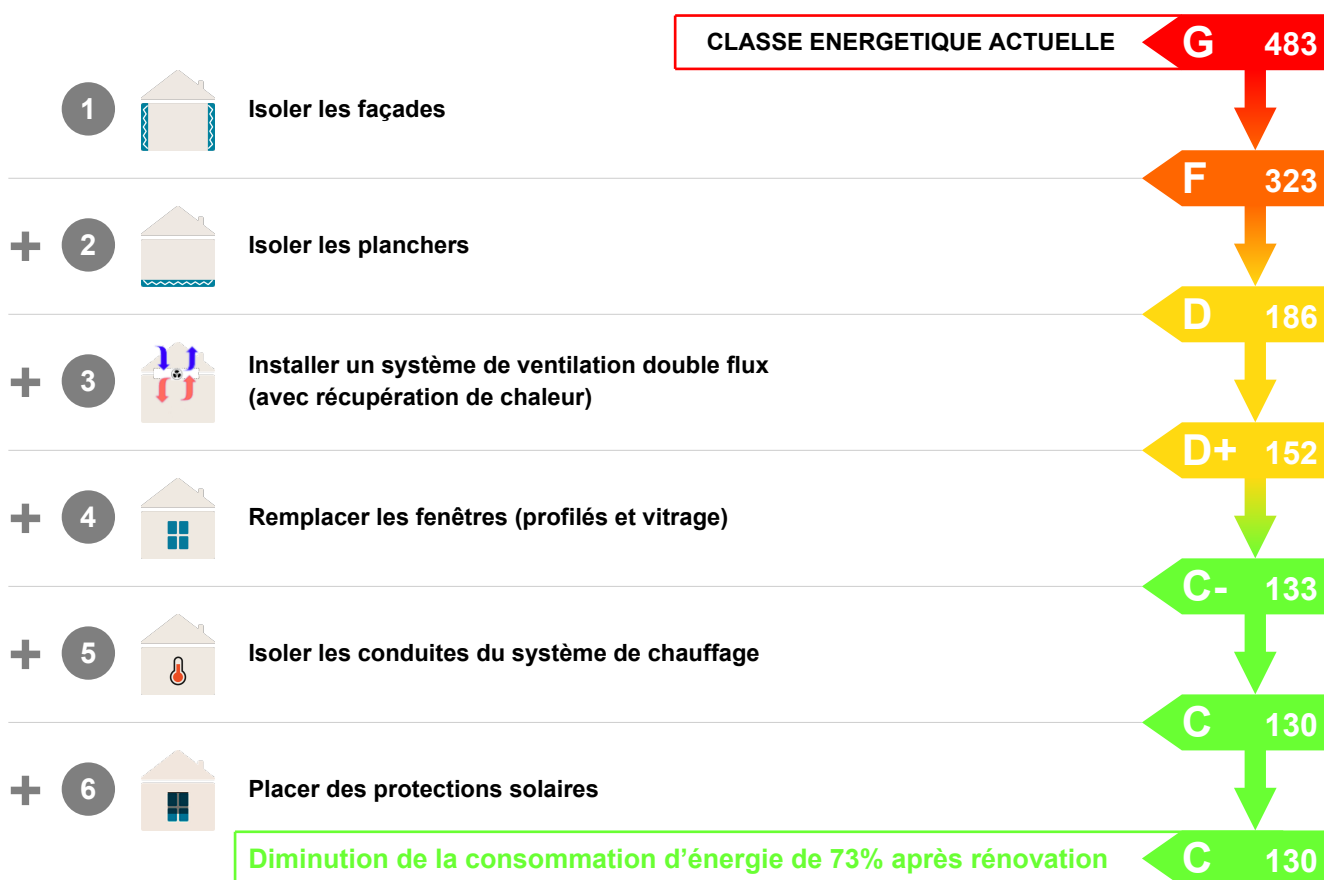 CLASSE ENERGETIQUE ACTUELLE G 483
1 Isoler les façades
F 323
+ 2 Isoler les planchers
D 186
+ 3 Installer un système de ventilation double flux
(avec récupération de chaleur)
D+ 152
+ 4 Remplacer les fenêtres (profilés et vitrage)
C- 133
+ 5 Isoler les conduites du système de chauffage
C 130
+ 6 Placer des protections solaires
Diminution de la consommation d’énergie de 73% après rénovation C 130